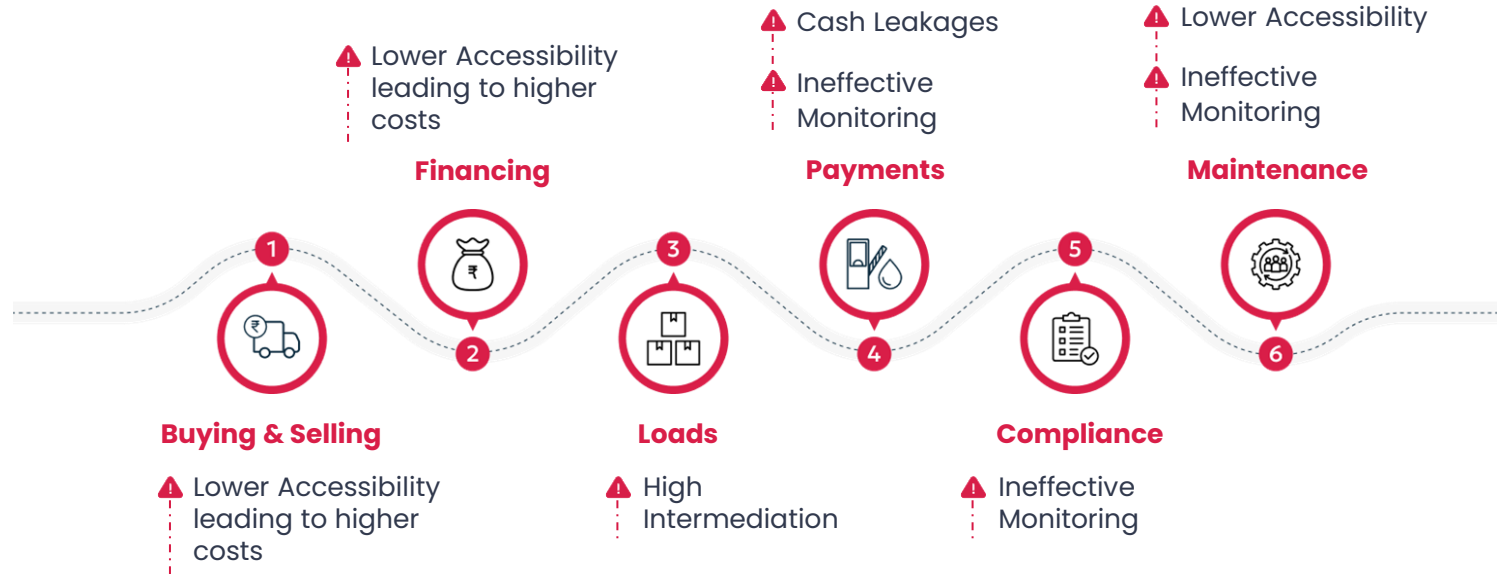 Cash Leakages
Lower Accessibility
Lower Accessibility
leading to higher
costs
Ineffective
Monitoring
Ineffective
Monitoring
Financing
Payments
Maintenance
1
3
5
₹
₹
2
4
6
Buying & Selling
Loads
Compliance
Lower Accessibility
leading to higher
costs
High
Intermediation
Ineffective
Monitoring